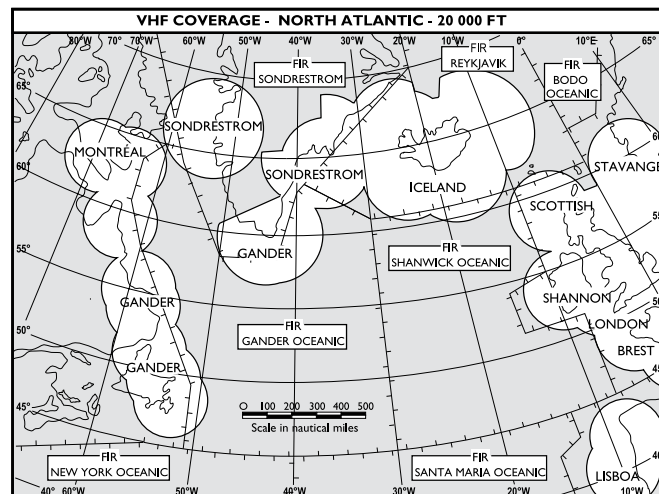 VHF COVERAGE - NORTH ATLANTIC - 20 000 FT
80°W 80° 70°W 70° 60°W 50°W 40°W 30°W 20°W 10°W 10°E
FIR
SONDRESTROM
FIR
REYKJAVIK
FIR
BODO
OCEANIC
65°
65°
SONDRESTROM
MONTREAL
60°
SONDRESTROM
ICELAND
STAVANGE
SCOTTISH
55°
GANDER
FIR
SHANWICK OCEANIC
GANDER
SHANNON
LONDON
BREST
50°
FIR
GANDER OCEANIC
GANDER
45°
0 100 200 300 400 500
Scale in nautical miles
FIR
NEW YORK OCEANIC
FIR
SANTA MARIA OCEANIC
LISBOA
40°
40° 60°W 50°W 40°W 30°W 20°W 10°W